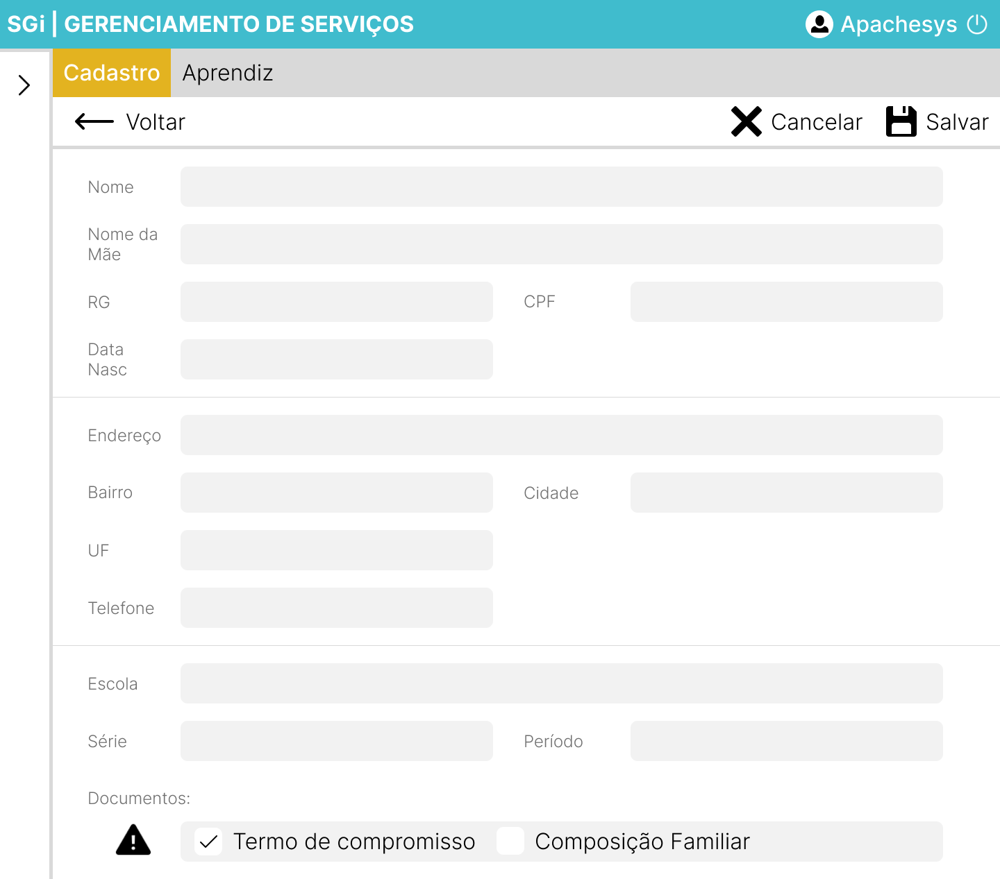 SGi | GERENCIAMENTO DE SERVIÇOS
Apachesys
Cadastro
Aprendiz
Voltar
Cancelar
Salvar
Nome
Nome da
Mãe
RG
CPF
Data
Nasc
Endereço
Bairro
Cidade
UF
Telefone
Escola
Série
Período
Documentos:
Termo de compromisso
Composição Familiar